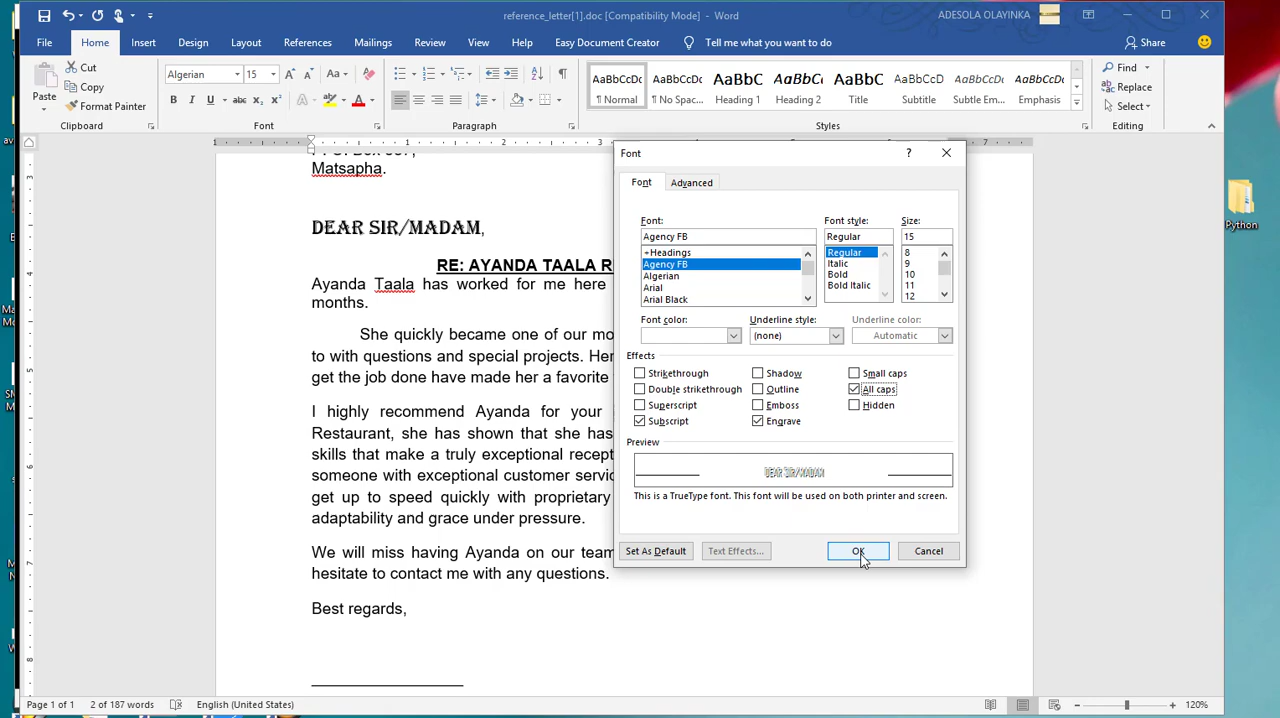 reference_letter[1].doc [Compatibility Mode] - Word
ADESOLA OLAYINKA
File Home Insert Design Layout References Mailings Review View Help Easy Document Creator Tell me what you want to do Share
Paste
Cut
Copy
Format Painter
Clipboard
Algerian 15
Font
Paragraph
AaBbCcDc AaBbCcDc AaBbC AaBbCc AaBbC AaBbCcD AaBbCcDc AaBbCcDc
¶ Normal ¶ No Spac... Heading 1 Heading 2 Title Subtitle Subtle Em... Emphasis
Styles
Find
Replace
Select
Editing
Matsapha.
DEAR SIR/MADAM,
RE: AYANDA TAALA R
Ayanda Taala has worked for me here
months.
She quickly became one of our mo
to with questions and special projects. Her
get the job done have made her a favorite
I highly recommend Ayanda for your
Restaurant, she has shown that she has
skills that make a truly exceptional recept
someone with exceptional customer servic
get up to speed quickly with proprietary
adaptability and grace under pressure.
We will miss having Ayanda on our team
hesitate to contact me with any questions.
Best regards,
Font
Font Advanced
Font: Font style: Size:
Agency FB Regular 15
+Headings
Agency FB
Algerian
Arial
Arial Black
Regular
Italic
Bold
Bold Italic
8
9
10
11
12
Font color: Underline style: Underline color:
(none) Automatic
Effects
Strikethrough Shadow Small caps
Double strikethrough Outline All caps
Superscript Emboss Hidden
Subscript Engrave
Preview
DEAR SIR/MADAM
This is a TrueType font. This font will be used on both printer and screen.
Set As Default Text Effects... OK Cancel
Python
Page 1 of 1 2 of 187 words English (United States) 120%